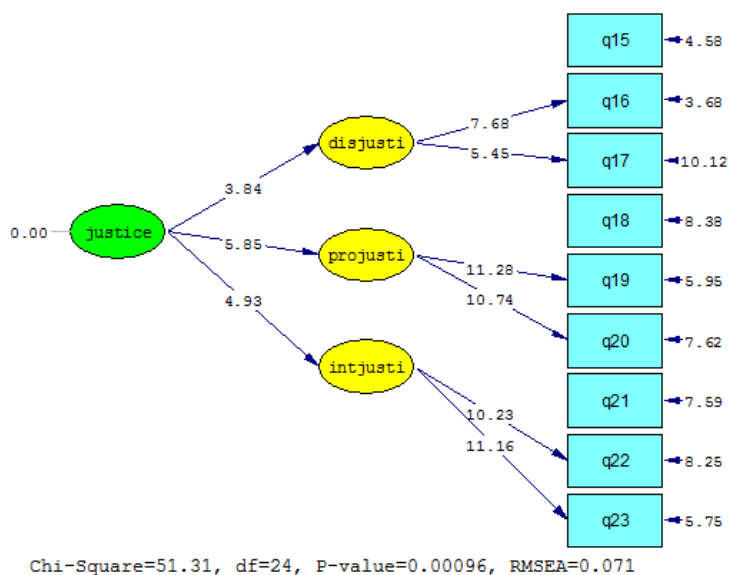 q15
4.58
q16
3.68
7.68
disjusti
5.45
q17
10.12
3.84
q18
8.38
0.00
justice
5.85
projusti
11.28
q19
5.95
10.74
4.93
q20
7.62
intjusti
q21
7.59
10.23
11.16
q22
8.25
q23
5.75
Chi-Square=51.31, df=24, P-value=0.00096, RMSEA=0.071